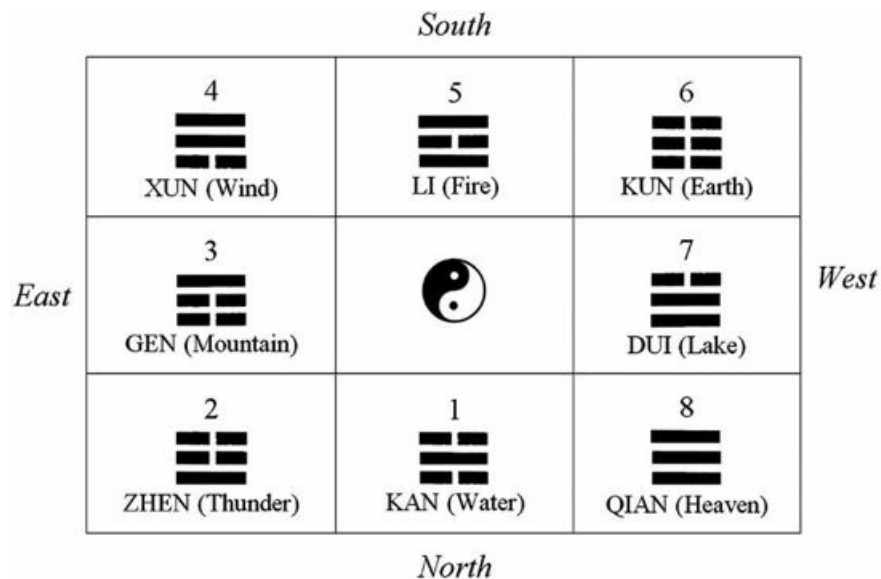 South
4
5
6
XUN (Wind)
LI (Fire)
KUN (Earth)
East
3
7
West
GEN (Mountain)
DUI (Lake)
2
1
8
ZHEN (Thunder)
KAN (Water)
QIAN (Heaven)
North